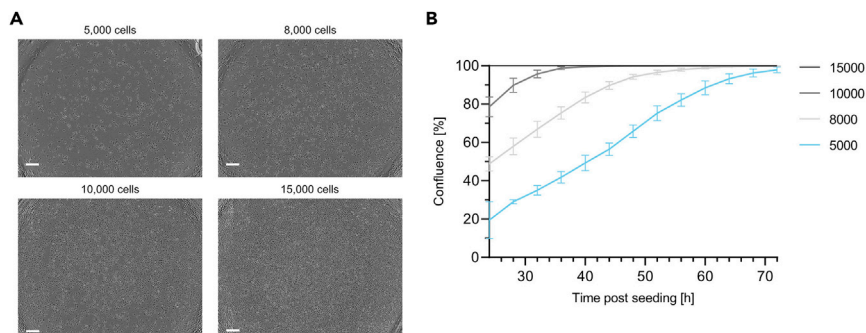 A
5,000 cells
8,000 cells
10,000 cells
15,000 cells
B
Confluence [%]
100
80
60
40
20
0
30
40
50
60
70
Time post seeding [h]
15000
10000
8000
5000